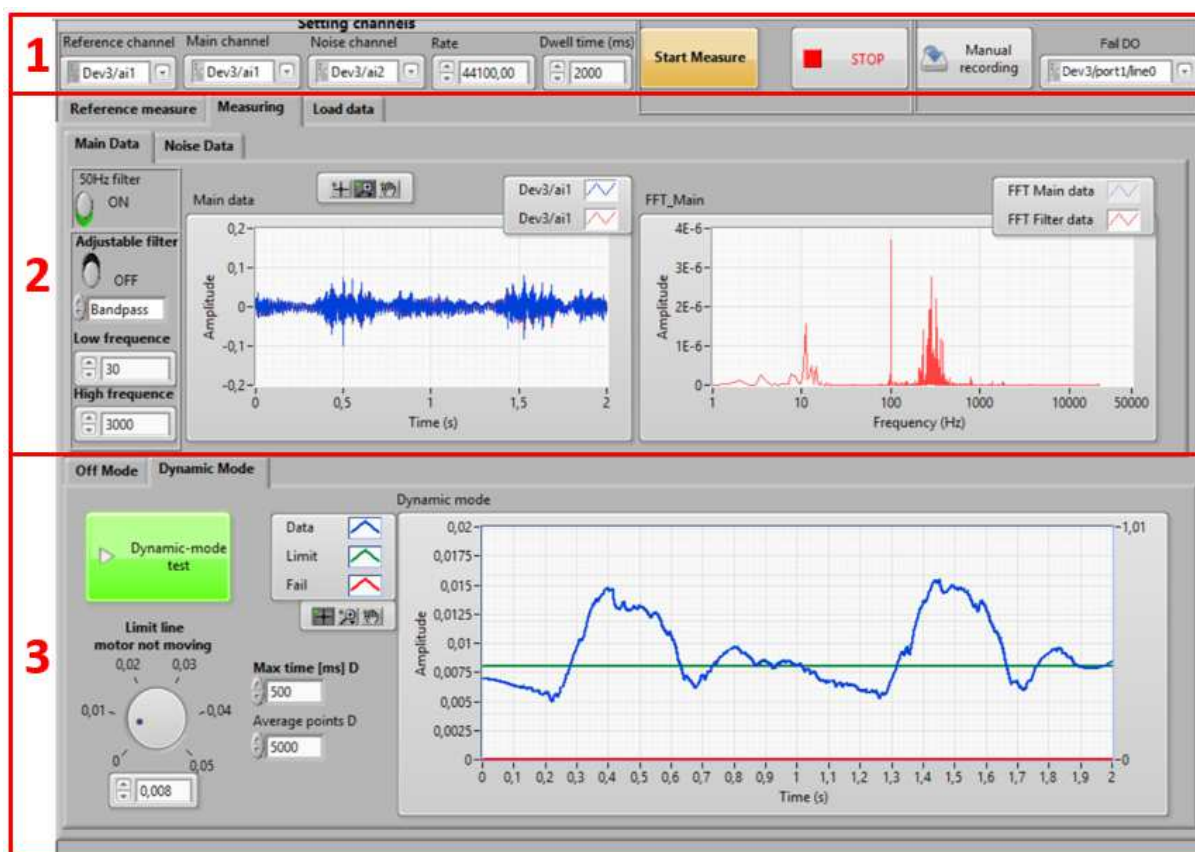 1
Setting channels
Reference channel Main channel Noise channel Rate Dwell time (ms)
Dev3/ai1 Dev3/ai1 Dev3/ai2 44100,00 2000
Start Measure
STOP
Manual
recording
Fail DO
Dev3/port1/line0
2
Reference measure Measuring Load data
Main Data Noise Data
50Hz filter
ON
Adjustable filter
OFF
Bandpass
Low frequence
30
High frequence
3000
Main data
Dev3/ai1
Dev3/ai1
Amplitude
0,2
0,1
0
-0,1
-0,2
0 0,5 1 1,5 2
Time (s)
FFT_Main
FFT Main data
FFT Filter data
Amplitude
4E-6
3E-6
2E-6
1E-6
0
1 10 100 1000 10000 50000
Frequency (Hz)
3
Off Mode Dynamic Mode
Dynamic-mode
test
Limit line
motor not moving
0,02 0,03
0,01 0,04
0 0,05
0,008
Data
Limit
Fail
Max time [ms] D
500
Average points D
5000
Dynamic mode
Amplitude
0,02
0,0175
0,015
0,0125
0,01
0,0075
0,005
0,0025
0
1,01
0
0 0,1 0,2 0,3 0,4 0,5 0,6 0,7 0,8 0,9 1 1,1 1,2 1,3 1,4 1,5 1,6 1,7 1,8 1,9 2
Time (s)